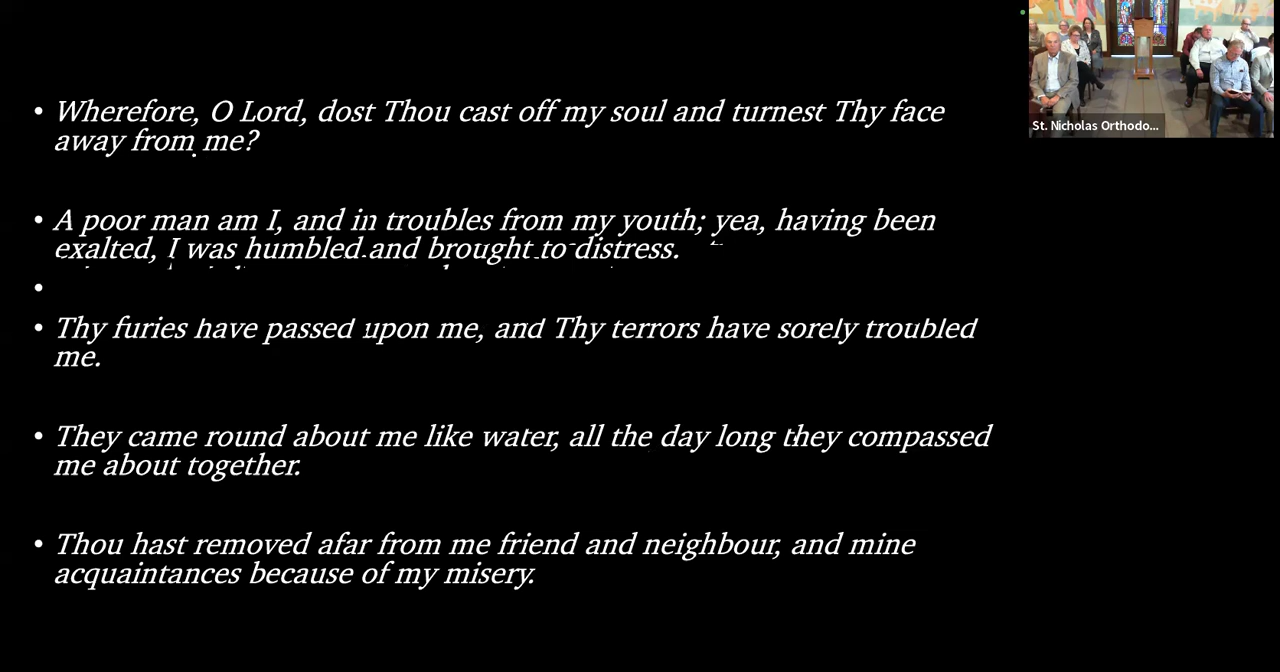 • Wherefore, O Lord, dost Thou cast off my soul and turnest Thy face
away from me?
• A poor man am I, and in troubles from my youth; yea, having been
exalted, I was humbled and brought to distress.
•
• Thy furies have passed upon me, and Thy terrors have sorely troubled
me.
• They came round about me like water, all the day long they compassed
me about together.
• Thou hast removed afar from me friend and neighbour, and mine
acquaintances because of my misery.
St. Nicholas Orthodo...